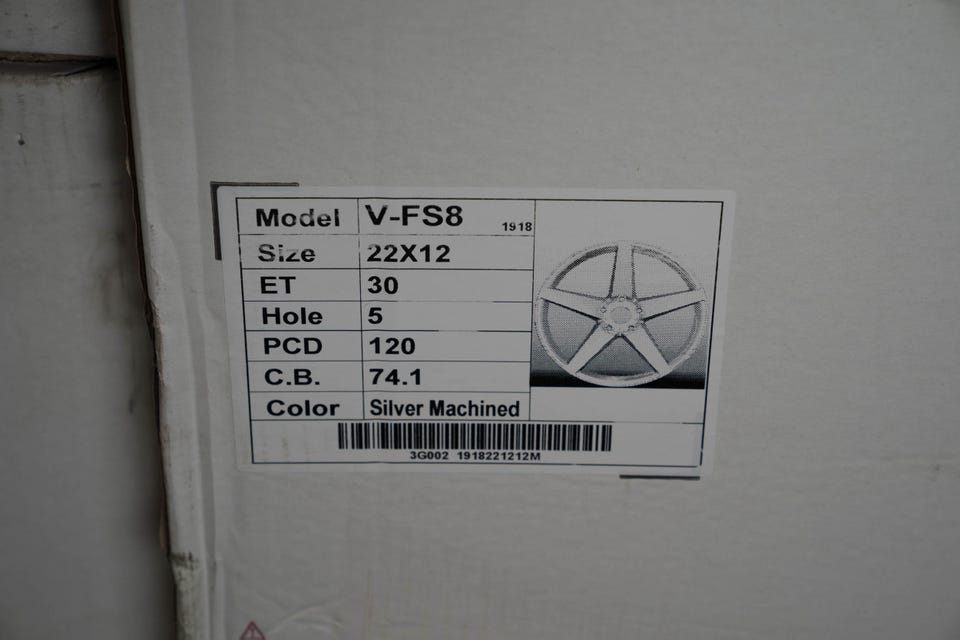 Model V-FS8 1918
Size 22X12
ET 30
Hole 5
PCD 120
C.B. 74.1
Color Silver Machined
3G002 1918221212M